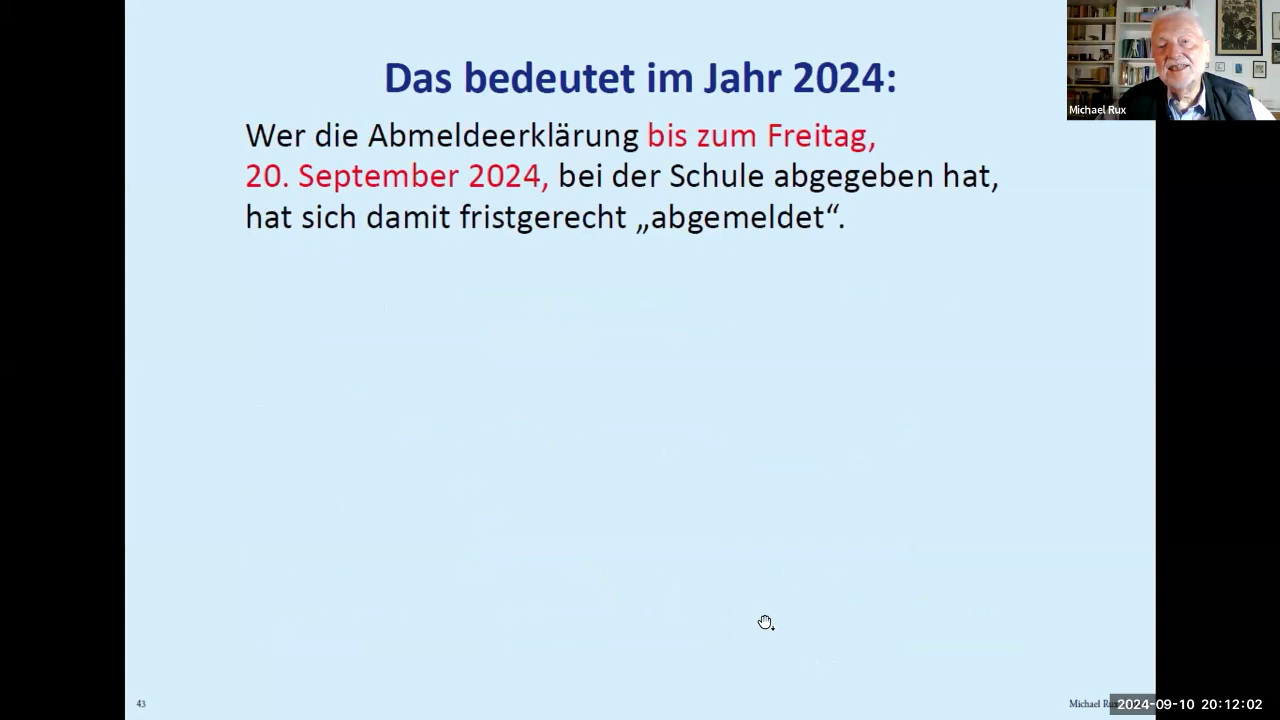 Das bedeutet im Jahr 2024:
Wer die Abmeldeerklärung bis zum Freitag,
20. September 2024, bei der Schule abgegeben hat,
hat sich damit fristgerecht „abgemeldet“.
Michael Rux
43
Michael
2024-09-10 20:12:02